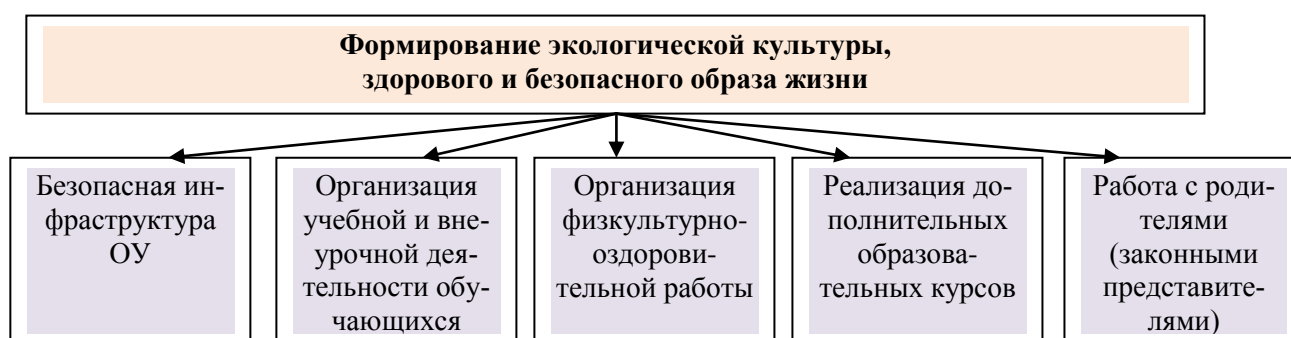 Формирование экологической культуры,
здорового и безопасного образа жизни
Безопасная ин-
фраструктура
ОУ
Организация
учебной и вне-
урочной дея-
тельности обу-
чающихся
Организация
физкультурно-
оздорови-
тельной работы
Реализация до-
полнительных
образова-
тельных курсов
Работа с роди-
телями
(законными
представите-
лями)